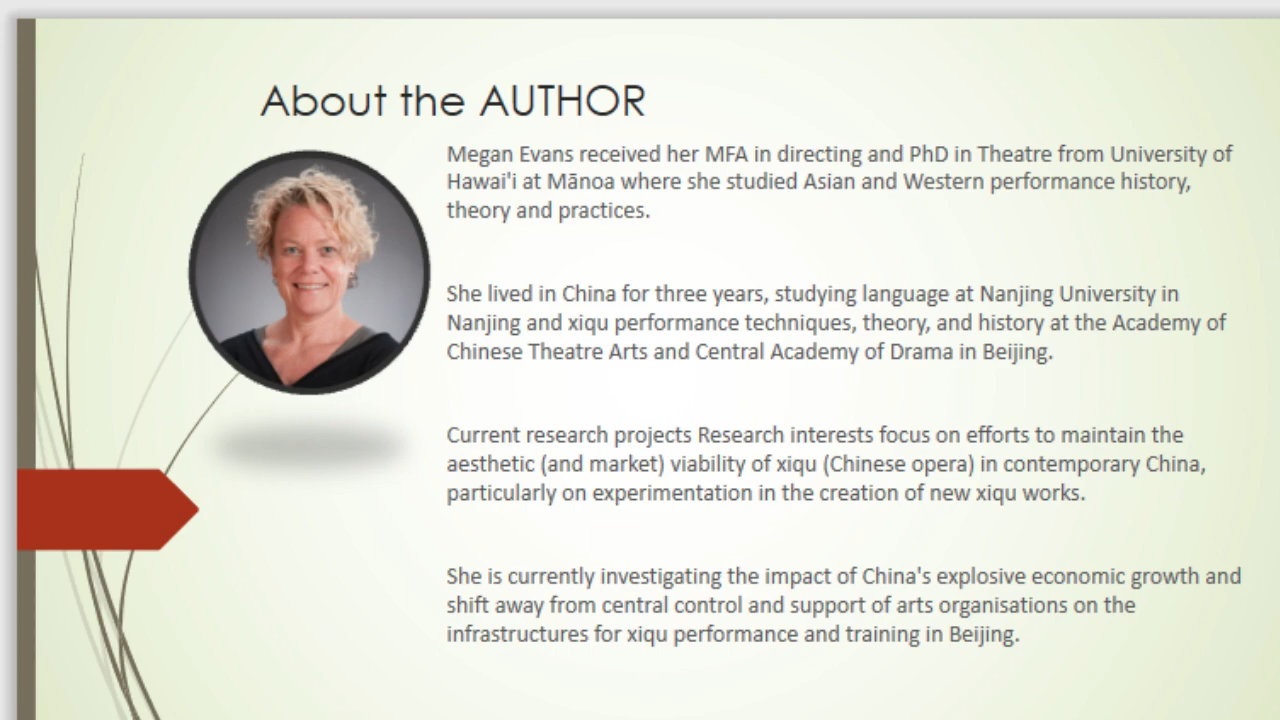 About the AUTHOR
Megan Evans received her MFA in directing and PhD in Theatre from University of
Hawai'i at Mānoa where she studied Asian and Western performance history,
theory and practices.
She lived in China for three years, studying language at Nanjing University in
Nanjing and xiqu performance techniques, theory, and history at the Academy of
Chinese Theatre Arts and Central Academy of Drama in Beijing.
Current research projects Research interests focus on efforts to maintain the
aesthetic (and market) viability of xiqu (Chinese opera) in contemporary China,
particularly on experimentation in the creation of new xiqu works.
She is currently investigating the impact of China's explosive economic growth and
shift away from central control and support of arts organisations on the
infrastructures for xiqu performance and training in Beijing.